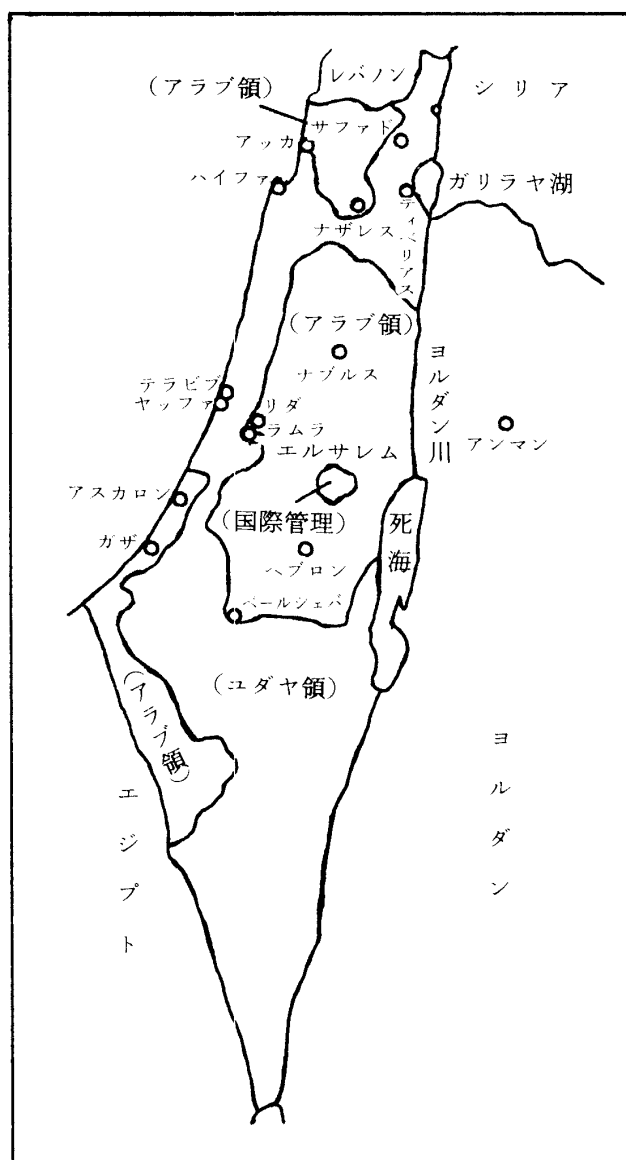 レバノン
シリア
(アラブ領)
サファド
アッカ
ハイファ
ガリラヤ湖
ナザレス
ティベリアス
(アラブ領)
ナブルス
ヨルダン川
テラビブ
ヤッファ
リダ
ラムラ
アンマン
エルサレム
アスカロン
(国際管理)
死海
ガザ
ヘブロン
ベールシェバ
(ユダヤ領)
(アラブ領)
エジプト
ヨルダン